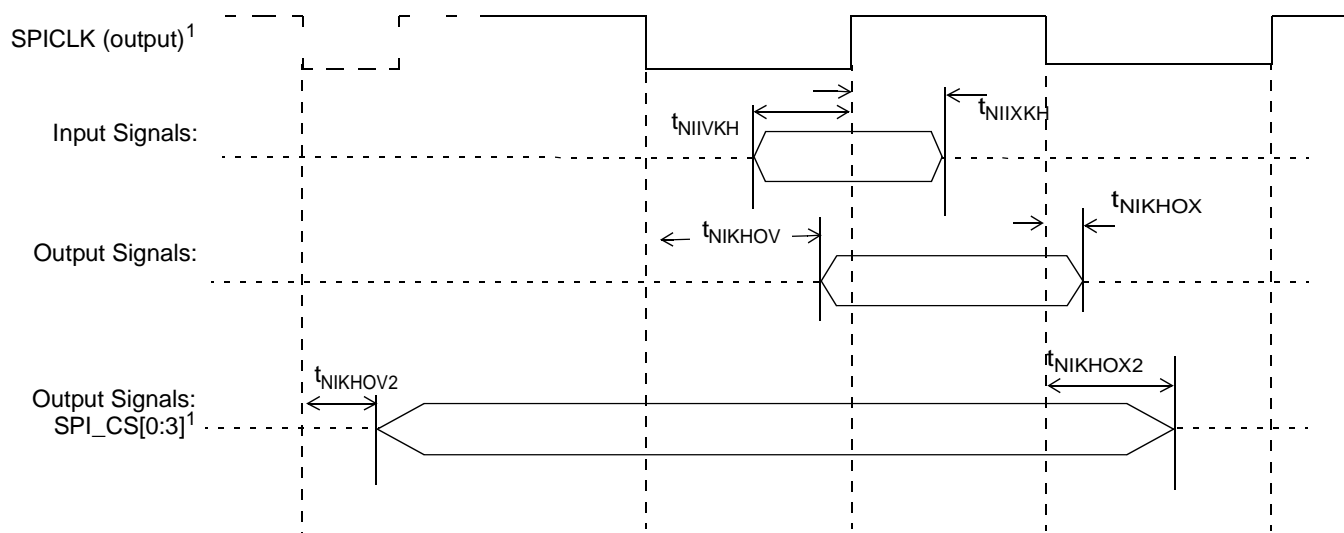 SPICLK (output)1
Input Signals:
tNIIVKH
tNIIXKH
Output Signals:
tNIKHOV
tNIKHOX
Output Signals:
SPI_CS[0:3]1
tNIKHOV2
tNIKHOX2